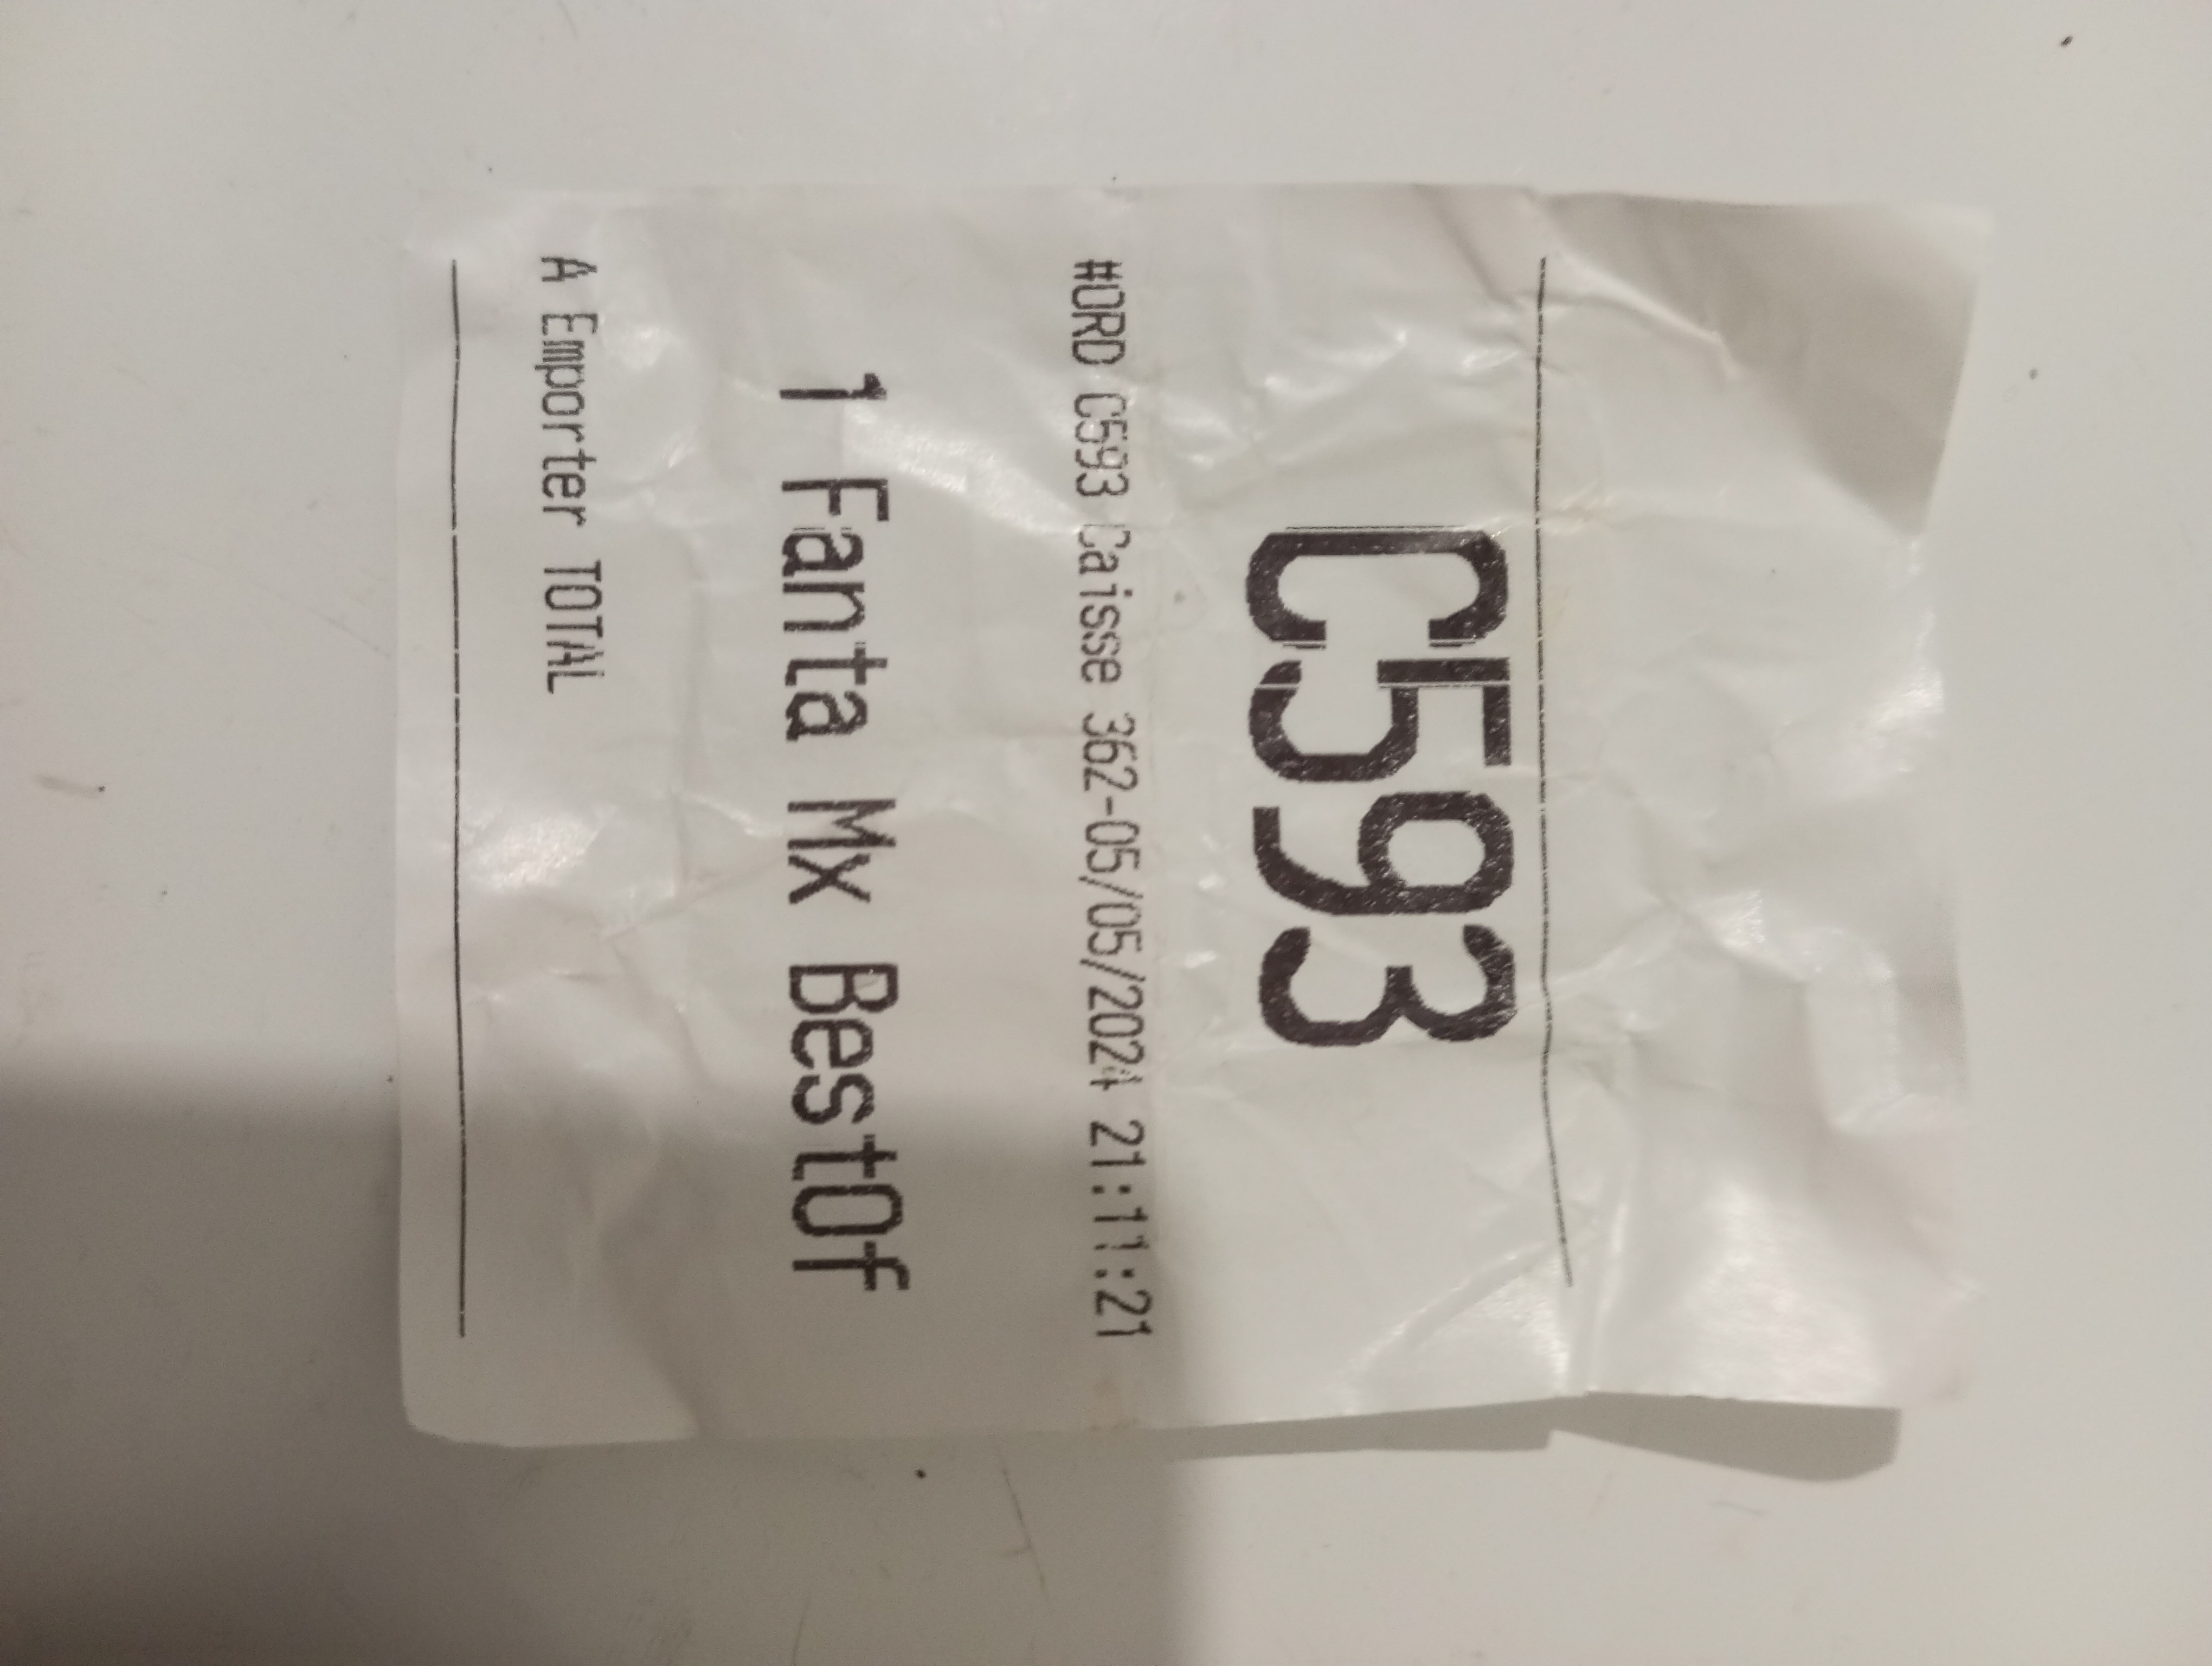 C593
#ORD C593 Caisse 362-05/05/2024 21:11:21
1 Fanta Mx BestOf
A Emporter TOTAL